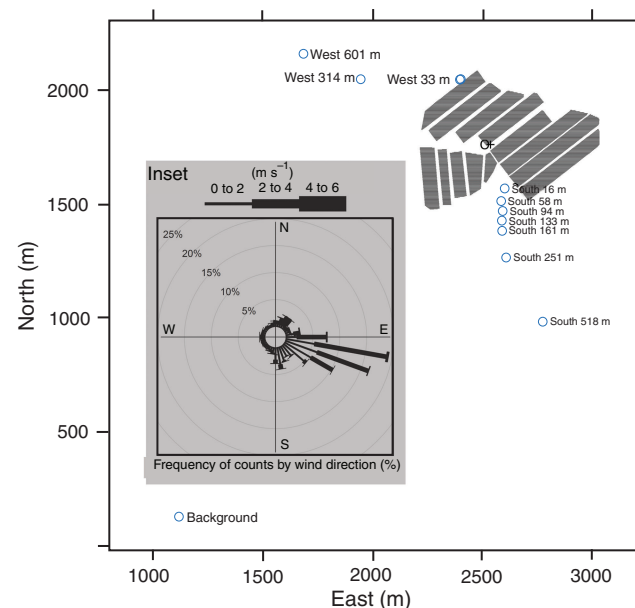 West 601 m
West 314 m
West 33 m
2000
Inset
(m s⁻¹)
0 to 2 2 to 4 4 to 6
N
25%
20%
15%
10%
5%
W
E
S
Frequency of counts by wind direction (%)
South 16 m
South 58 m
South 94 m
South 133 m
South 161 m
South 251 m
South 518 m
1500
1000
500
North (m)
Background
1000 1500 2000 2500 3000
East (m)